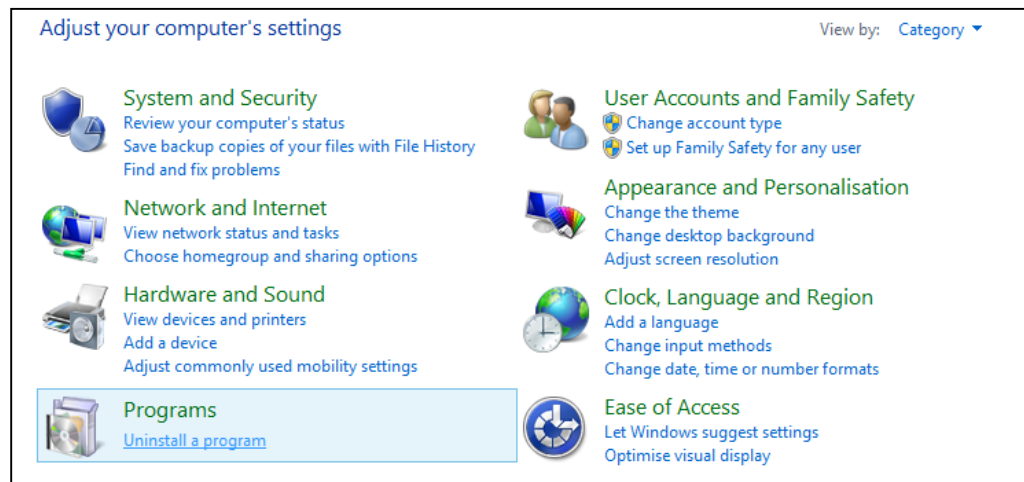 Adjust your computer's settings
View by: Category
System and Security
Review your computer's status
Save backup copies of your files with File History
Find and fix problems
Network and Internet
View network status and tasks
Choose homegroup and sharing options
Hardware and Sound
View devices and printers
Add a device
Adjust commonly used mobility settings
Programs
Uninstall a program
User Accounts and Family Safety
Change account type
Set up Family Safety for any user
Appearance and Personalisation
Change the theme
Change desktop background
Adjust screen resolution
Clock, Language and Region
Add a language
Change input methods
Change date, time or number formats
Ease of Access
Let Windows suggest settings
Optimise visual display